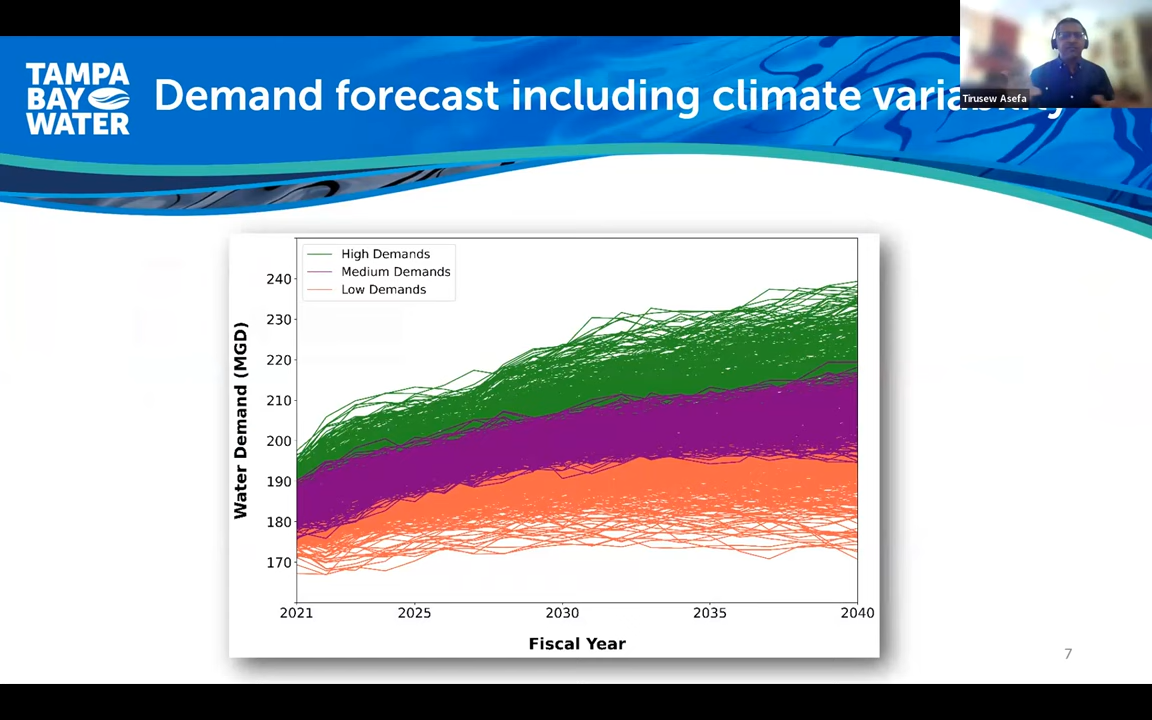 TAMPA
BAY
WATER
Demand forecast including climate
Tirusew Asefa
High Demands
Medium Demands
Low Demands
240
230
220
210
200
190
180
170
Water Demand (MGD)
2021
2025
2030
2035
2040
Fiscal Year
7